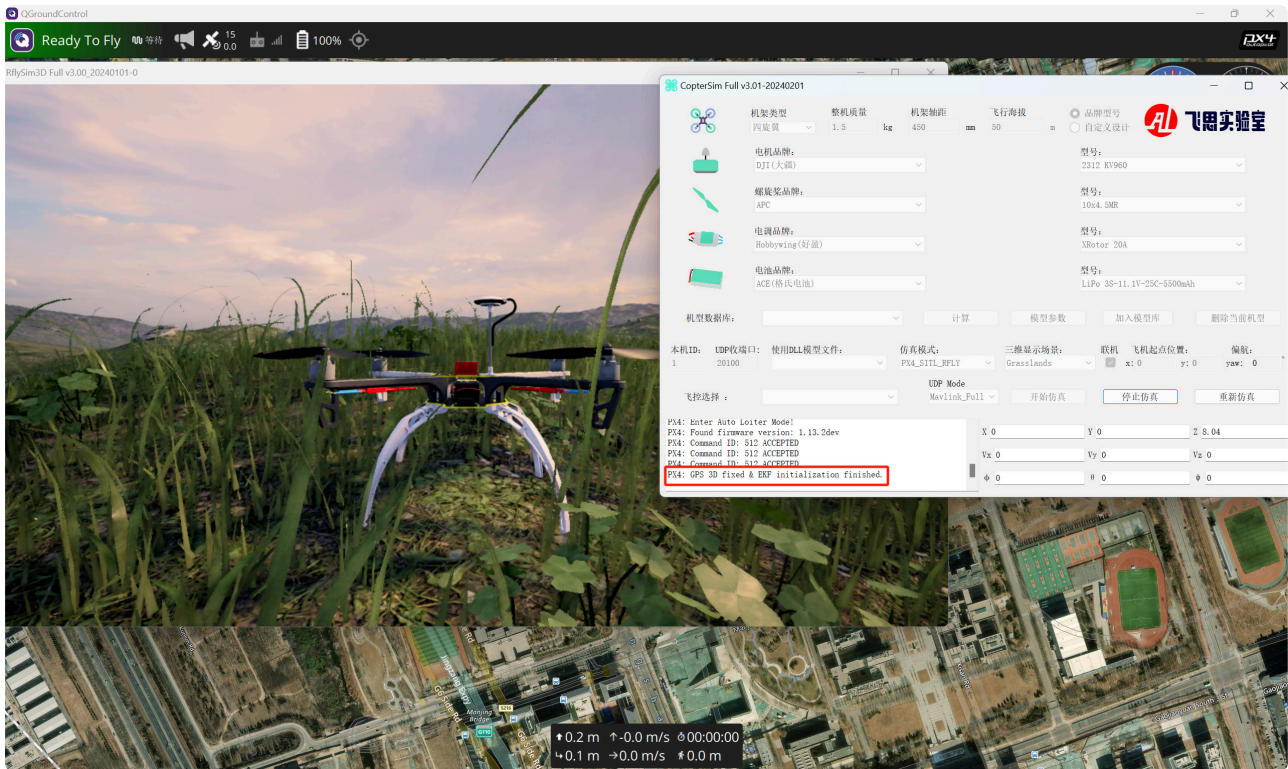 QGroundControl
Ready To Fly 等待 15 0.0 100% PX4 autopilot
RflySim3D Full v3.00_20240101-0
CopterSim Full v3.01-20240201
机架类型 整机质量 机架轴距 飞行海拔 品牌型号
四旋翼 1.5 kg 450 mm 50 m 自定义设计
飞思实验室
电机品牌： 型号：
DJI(大疆) 2312 KV960
螺旋桨品牌： 型号：
APC 10x4.5MR
电调品牌： 型号：
Hobbywing(好盈) XRotor 20A
电池品牌： 型号：
ACE(格氏电池) LiPo 3S-11.1V-25C-5500mAh
机型数据库： 计算 模型参数 加入模型库 删除当前机型
本机ID： UDP收端口： 使用DLL模型文件： 仿真模式： 三维显示场景： 联机 飞机起点位置： 偏航：
1 20100 PX4_SITL_RFLY Grasslands x: 0 y: 0 yaw: 0
UDP Mode
飞控选择 ： Mavlink_Full 开始仿真 停止仿真 重新仿真
PX4: Enter Auto Loiter Mode!
PX4: Found firmware version: 1.13.2dev
PX4: Command ID: 512 ACCEPTED
PX4: Command ID: 512 ACCEPTED
PX4: Command ID: 512 ACCEPTED
PX4: GPS 3D fixed & EKF initialization finished.
X 0 Y 0 Z 8.04
Vx 0 Vy 0 Vz 0
ϕ 0 θ 0 ψ 0
Manjing
Bridge
S216
G110
0.2 m -0.0 m/s 00:00:00
0.1 m 0.0 m/s 0.0 m